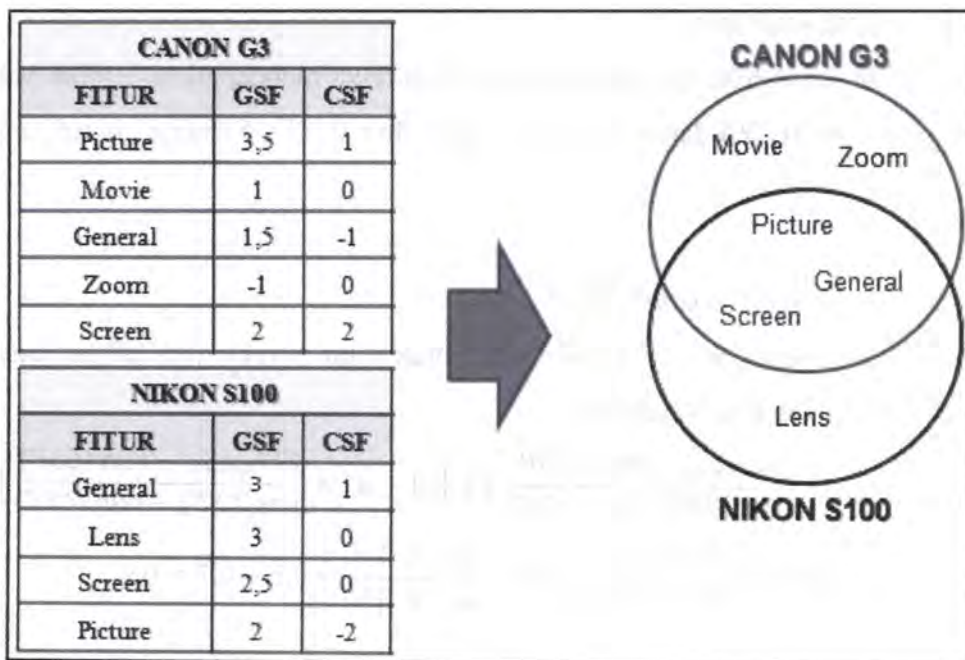 CANON G3
FITUR GSF CSF
Picture 3,5 1
Movie 1 0
General 1,5 -1
Zoom -1 0
Screen 2 2
NIKON S100
FITUR GSF CSF
General 3 1
Lens 3 0
Screen 2,5 0
Picture 2 -2
CANON G3
Movie
Zoom
Picture
General
Screen
Lens
NIKON S100